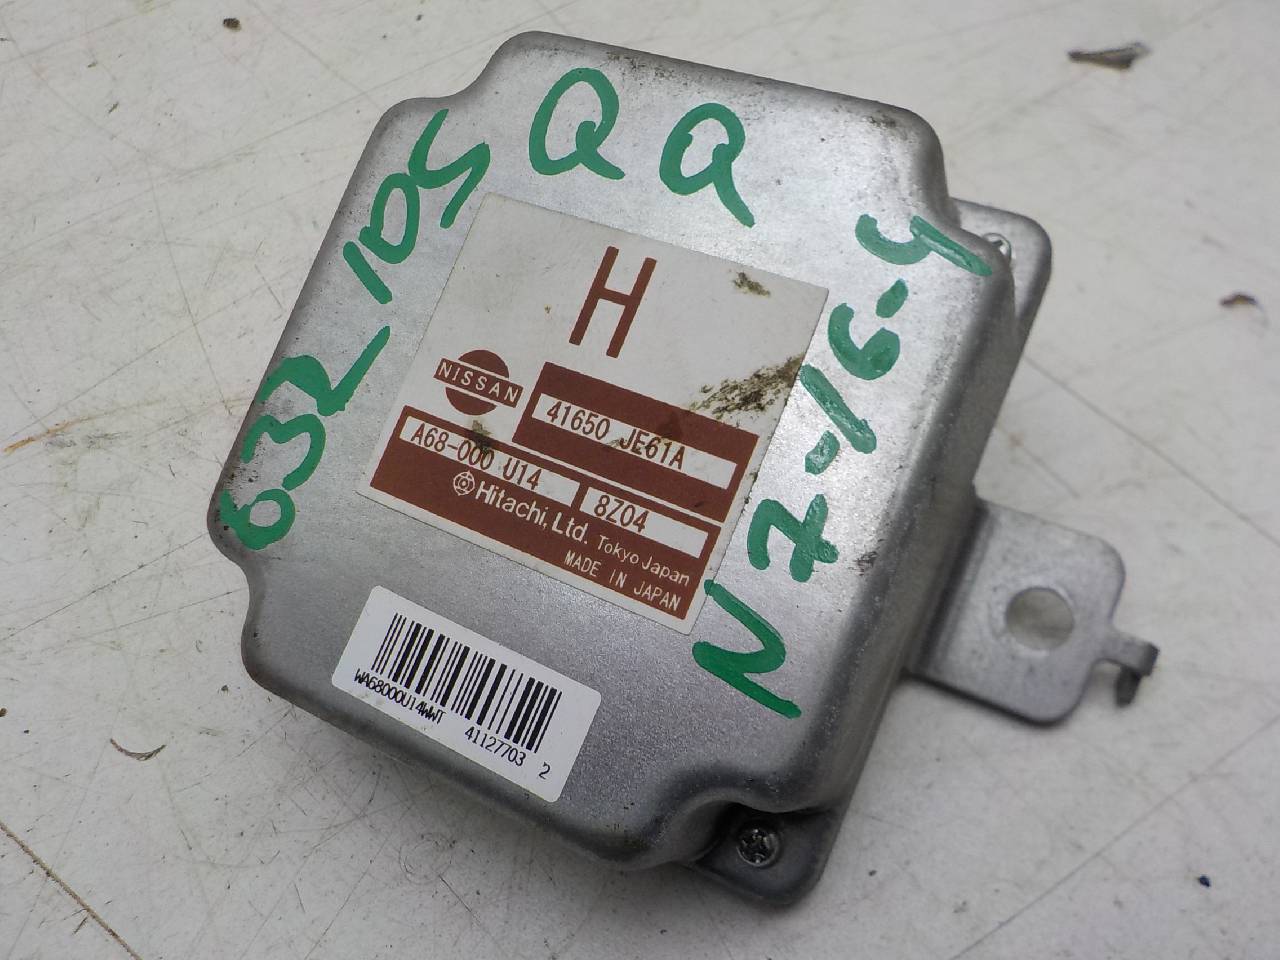 QQ
632-105
N7-16-4
H
NISSAN
41650 JE61A
A68-000 U14
8Z04
Hitachi, Ltd. Tokyo Japan
MADE IN JAPAN
WA68000U14WWT
41127703 2